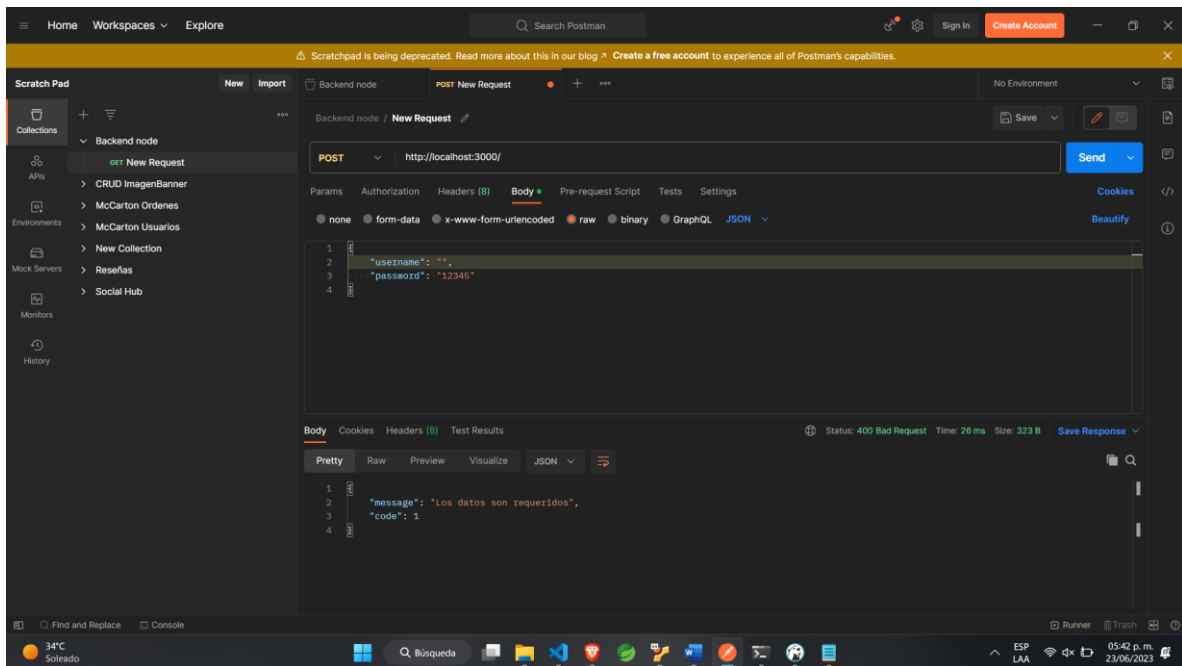 Home Workspaces Explore Search Postman Sign In Create Account
Scratchpad is being deprecated. Read more about this in our blog ↗ Create a free account to experience all of Postman's capabilities.
Scratch Pad New Import Backend node POST New Request No Environment
Collections
APIs
Environments
Mock Servers
Monitors
History
Backend node
GET New Request
CRUD ImagenBanner
McCarton Ordenes
McCarton Usuarios
New Collection
Reseñas
Social Hub
Backend node / New Request Save
POST http://localhost:3000/ Send
Params Authorization Headers (8) Body Pre-request Script Tests Settings Cookies
none form-data x-www-form-urlencoded raw binary GraphQL JSON Beautify
1 {
2 "username": "",
3 "password": "12345"
4 }
Body Cookies Headers (8) Test Results Status: 400 Bad Request Time: 26 ms Size: 323 B Save Response
Pretty Raw Preview Visualize JSON
1 {
2 "message": "Los datos son requeridos",
3 "code": 1
4 }
Find and Replace Console Runner Trash
34°C
Soleado
Búsqueda
ESP
LAA
05:42 p. m.
23/06/2023